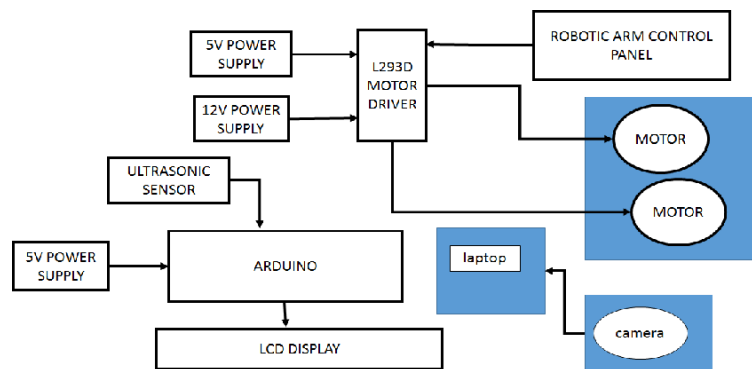 5V POWER
SUPPLY
L293D
MOTOR
DRIVER
ROBOTIC ARM CONTROL
PANEL
12V POWER
SUPPLY
MOTOR
MOTOR
ULTRASONIC
SENSOR
5V POWER
SUPPLY
ARDUINO
laptop
camera
LCD DISPLAY